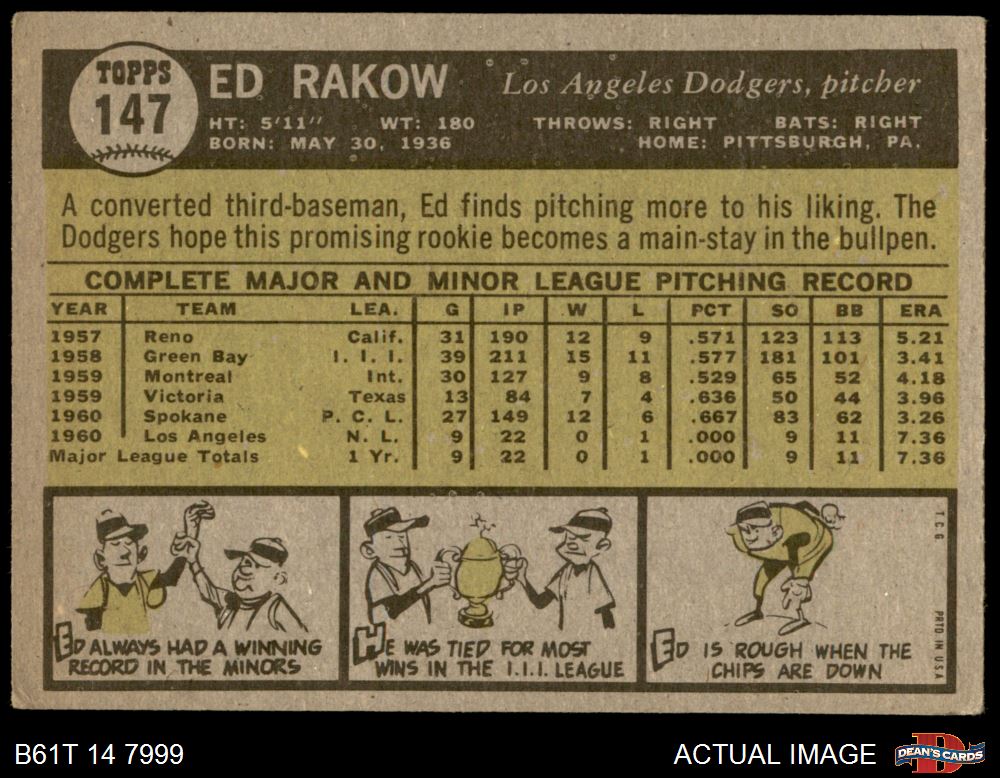 TOPPS
147
ED RAKOW Los Angeles Dodgers, pitcher
HT: 5'11" WT: 180 THROWS: RIGHT BATS: RIGHT
BORN: MAY 30, 1936 HOME: PITTSBURGH, PA.
A converted third-baseman, Ed finds pitching more to his liking. The
Dodgers hope this promising rookie becomes a main-stay in the bullpen.
COMPLETE MAJOR AND MINOR LEAGUE PITCHING RECORD
YEAR TEAM LEA. G IP W L PCT SO BB ERA
1957 Reno Calif. 31 190 12 9 .571 123 113 5.21
1958 Green Bay I. I. I. 39 211 15 11 .577 181 101 3.41
1959 Montreal Int. 30 127 9 8 .529 65 52 4.18
1959 Victoria Texas 13 84 7 4 .636 50 44 3.96
1960 Spokane P. C. L. 27 149 12 6 .667 83 62 3.26
1960 Los Angeles N. L. 9 22 0 1 .000 9 11 7.36
Major League Totals 1 Yr. 9 22 0 1 .000 9 11 7.36
ED ALWAYS HAD A WINNING
RECORD IN THE MINORS
HE WAS TIED FOR MOST
WINS IN THE I.I.I. LEAGUE
ED IS ROUGH WHEN THE
CHIPS ARE DOWN
T.C.G.
PRTD IN USA
B61T 14 7999 ACTUAL IMAGE
DEAN'S CARDS